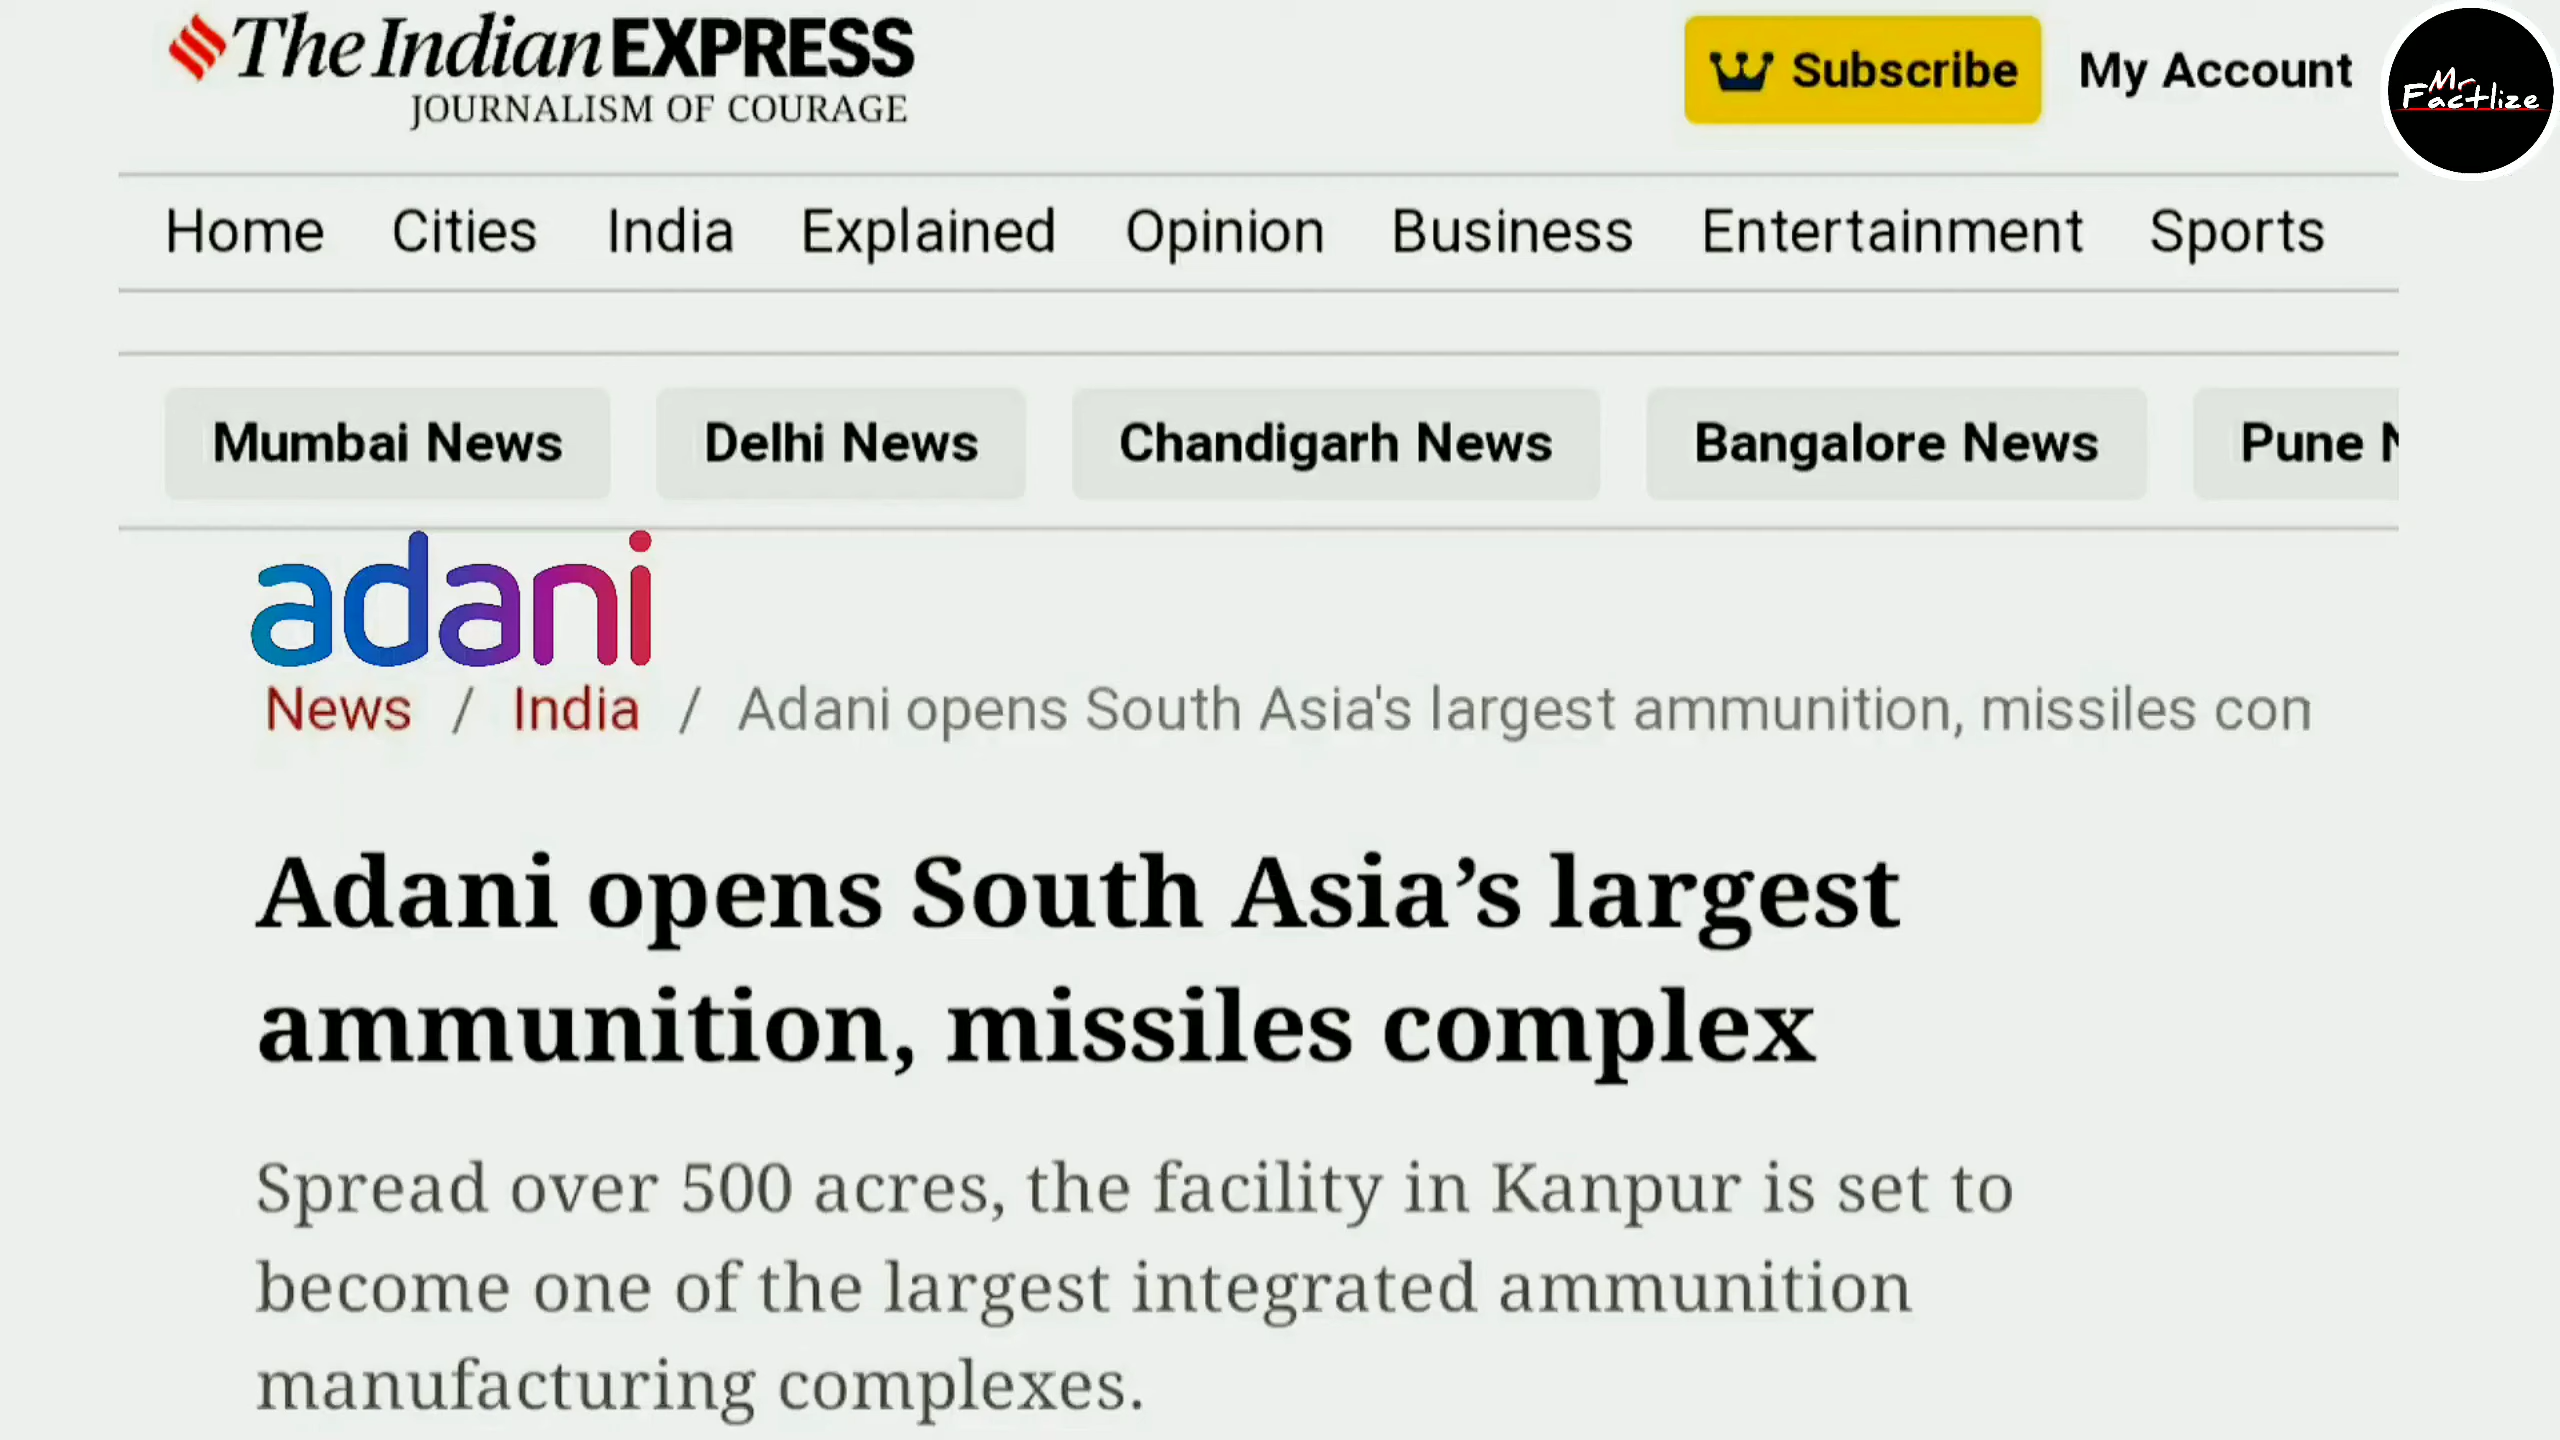 The Indian EXPRESS
JOURNALISM OF COURAGE
Subscribe
My Account
Mr
Factlize
Home Cities India Explained Opinion Business Entertainment Sports
Mumbai News Delhi News Chandigarh News Bangalore News Pune N
adani
News / India / Adani opens South Asia's largest ammunition, missiles con
Adani opens South Asia’s largest
ammunition, missiles complex
Spread over 500 acres, the facility in Kanpur is set to
become one of the largest integrated ammunition
manufacturing complexes.